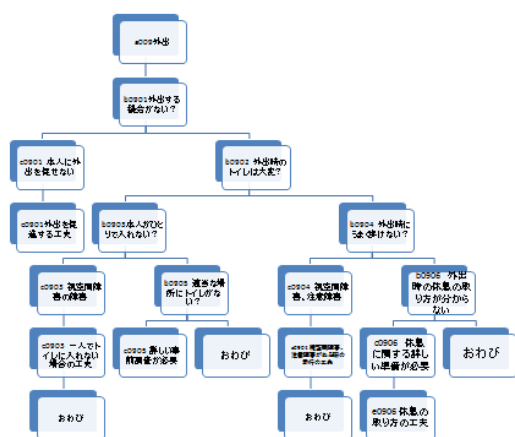 a009外出
b0901外出する
機会がない?
c0901 本人に外
出を促せない
b0902 外出時の
トイレは大変?
c0901外出を促
進する工夫
b0903本人がひと
りで入れない?
b0904 外出時に
うまく歩けない?
c0903 視空間障
害の障害
b0905 適当な場
所にトイレがな
い?
c0904 視空間障
害、注意障害
b0906 外出
時の休息の取
り方が分から
ない
c0903 一人でト
イレに入れない
場合の工夫
c0905 詳しい事
前調査が必要
おわび
c0906 休息
に関する詳し
い準備が必要
おわび
おわび
おわび
e0906 休息の
取り方の工夫